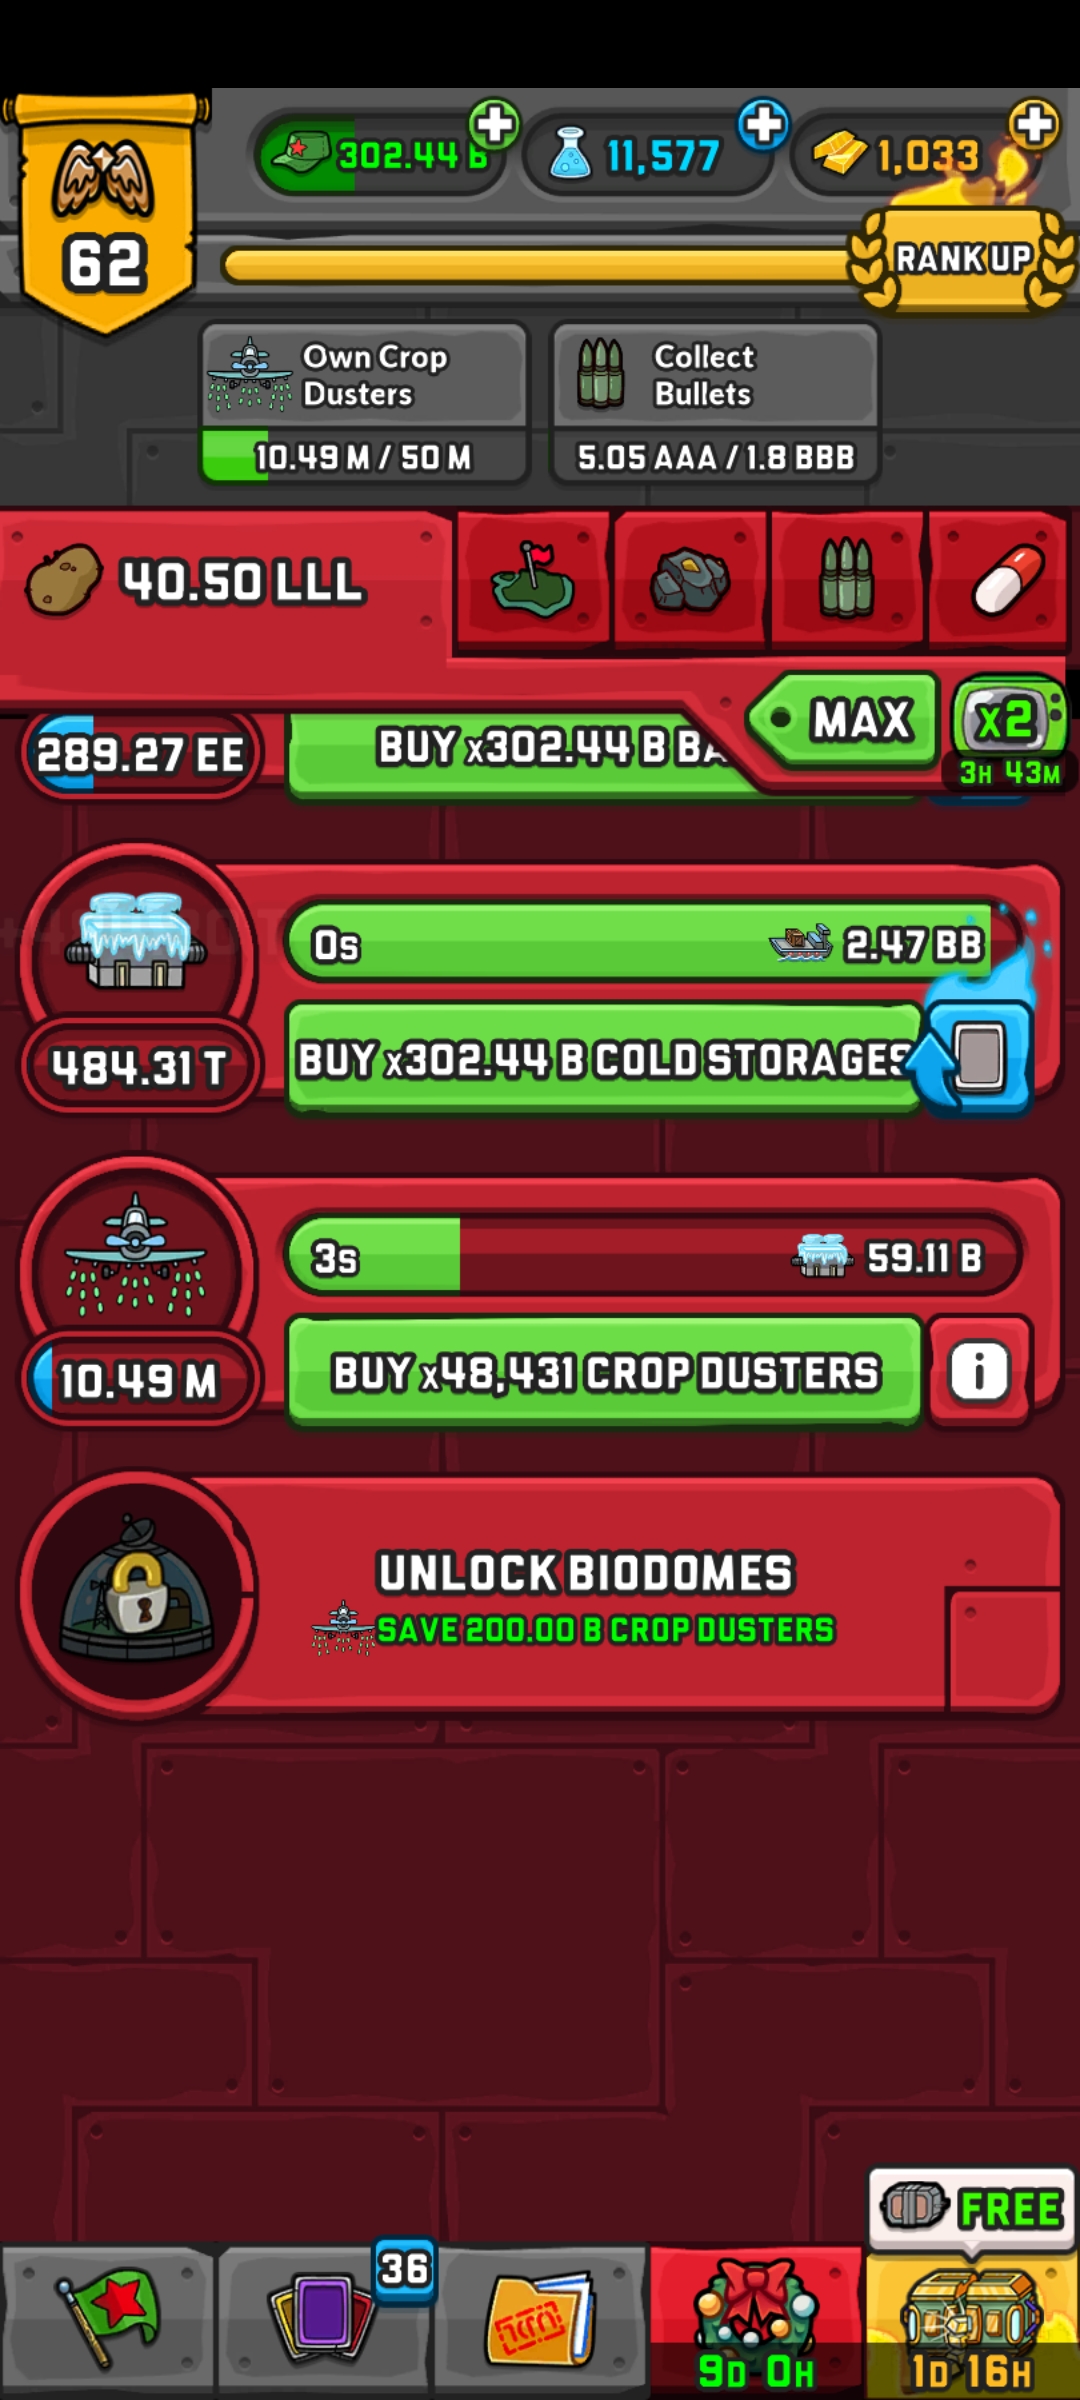 302.44 B
11,577
1,033
62
RANK UP
Own Crop
Dusters
10.49 M / 50 M
Collect
Bullets
5.05 AAA / 1.8 BBB
40.50 LLL
MAX
x2
3H 43M
289.27 EE
BUY x302.44 B BA
0s
2.47 BB
484.31 T
BUY x302.44 B COLD STORAGES
3s
59.11 B
10.49 M
BUY x48,431 CROP DUSTERS
i
UNLOCK BIODOMES
SAVE 200.00 B CROP DUSTERS
FREE
36
9D 0H
1D 16H